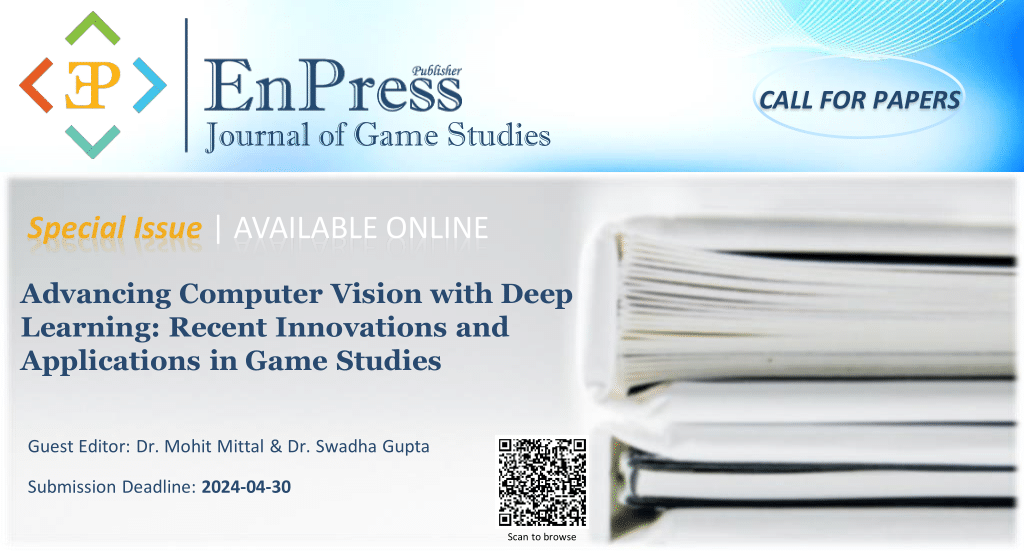 EP
EnPress
Publisher
Journal of Game Studies
CALL FOR PAPERS
Special Issue | AVAILABLE ONLINE
Advancing Computer Vision with Deep
Learning: Recent Innovations and
Applications in Game Studies
Guest Editor: Dr. Mohit Mittal & Dr. Swadha Gupta
Submission Deadline: 2024-04-30
Scan to browse